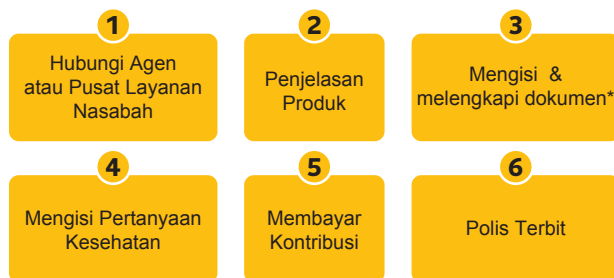 1
Hubungi Agen
atau Pusat Layanan
Nasabah
2
Penjelasan
Produk
3
Mengisi &
melengkapi dokumen*
4
Mengisi Pertanyaan
Kesehatan
5
Membayar
Kontribusi
6
Polis Terbit